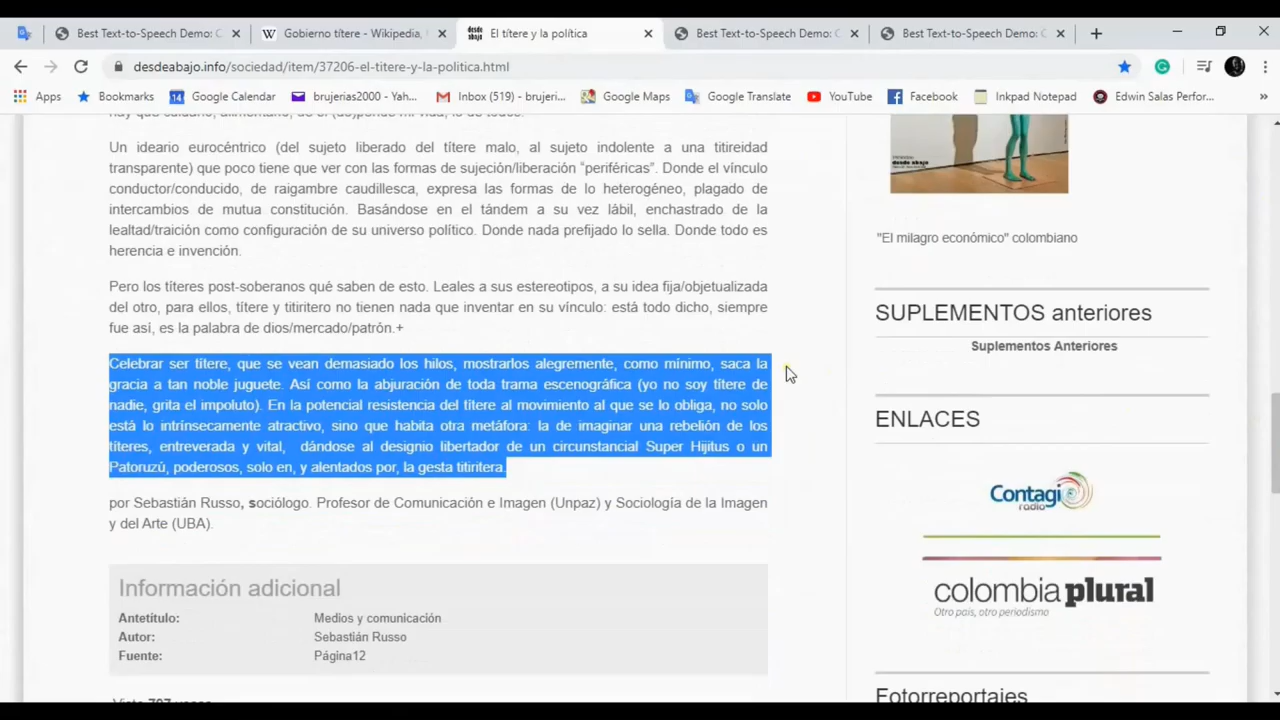 Best Text-to-Speech Demo: C
Gobierno títere - Wikipedia,
desde abajo
El títere y la política
Best Text-to-Speech Demo: C
Best Text-to-Speech Demo: C
desdeabajo.info/sociedad/item/37206-el-titere-y-la-politica.html
Apps
Bookmarks
Google Calendar
brujerias2000 - Yah...
Inbox (519) - brujeri...
Google Maps
Google Translate
YouTube
Facebook
Inkpad Notepad
Edwin Salas Perfor...
Un ideario eurocéntrico (del sujeto liberado del títere malo, al sujeto indolente a una titireidad
transparente) que poco tiene que ver con las formas de sujeción/liberación “periféricas”. Donde el vínculo
conductor/conducido, de raigambre caudillesca, expresa las formas de lo heterogéneo, plagado de
intercambios de mutua constitución. Basándose en el tándem a su vez lábil, enchastrado de la
lealtad/traición como configuración de su universo político. Donde nada prefijado lo sella. Donde todo es
herencia e invención.
Pero los títeres post-soberanos qué saben de esto. Leales a sus estereotipos, a su idea fija/objetualizada
del otro, para ellos, títere y titiritero no tienen nada que inventar en su vínculo: está todo dicho, siempre
fue así, es la palabra de dios/mercado/patrón.+
Celebrar ser títere, que se vean demasiado los hilos, mostrarlos alegremente, como mínimo, saca la
gracia a tan noble juguete. Así como la abjuración de toda trama escenográfica (yo no soy títere de
nadie, grita el impoluto). En la potencial resistencia del títere al movimiento al que se lo obliga, no solo
está lo intrínsecamente atractivo, sino que habita otra metáfora: la de imaginar una rebelión de los
títeres, entreverada y vital, dándose al designio libertador de un circunstancial Super Hijitus o un
Patoruzú, poderosos, solo en, y alentados por, la gesta titiritera.
por Sebastián Russo, sociólogo. Profesor de Comunicación e Imagen (Unpaz) y Sociología de la Imagen
y del Arte (UBA).
Información adicional
Antetítulo: Medios y comunicación
Autor: Sebastián Russo
Fuente: Página12
desde abajo
"El milagro económico" colombiano
SUPLEMENTOS anteriores
Suplementos Anteriores
ENLACES
Contagio
radio
colombia plural
Otro país, otro periodismo
Fotorreportajes